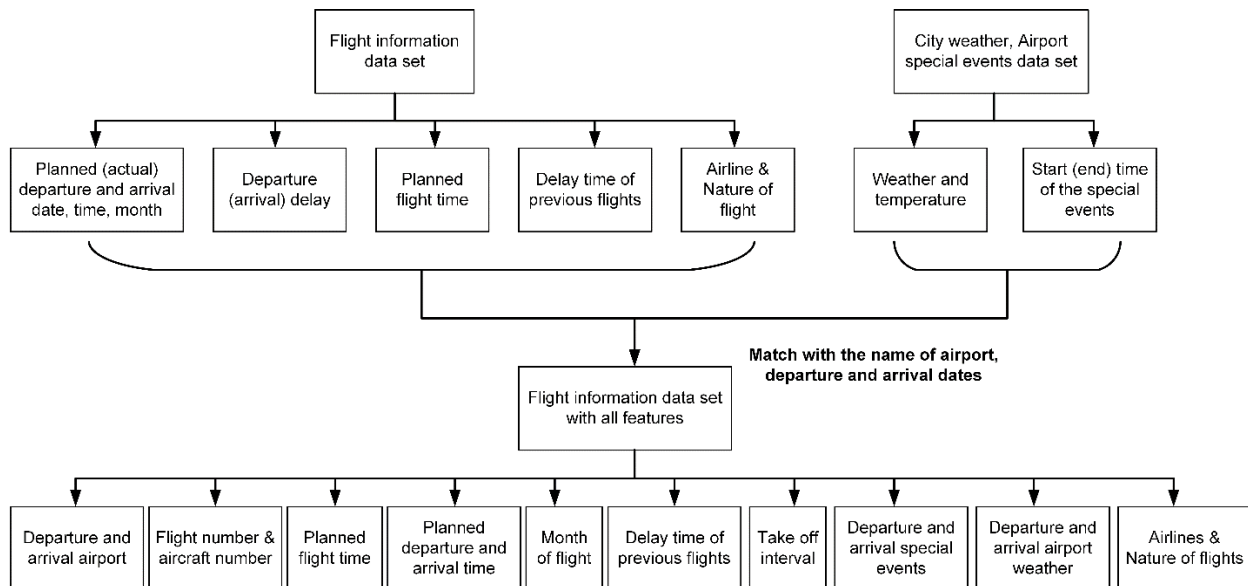 Flight information
data set
City weather, Airport
special events data set
Planned (actual)
departure and arrival
date, time, month
Departure
(arrival) delay
Planned
flight time
Delay time of
previous flights
Airline &
Nature of
flight
Weather and
temperature
Start (end) time
of the special
events
Match with the name of airport,
departure and arrival dates
Flight information data set
with all features
Departure and
arrival airport
Flight number &
aircraft number
Planned
flight time
Planned
departure and
arrival time
Month
of flight
Delay time of
previous flights
Take off
interval
Departure and
arrival special
events
Departure and
arrival airport
weather
Airlines &
Nature of flights